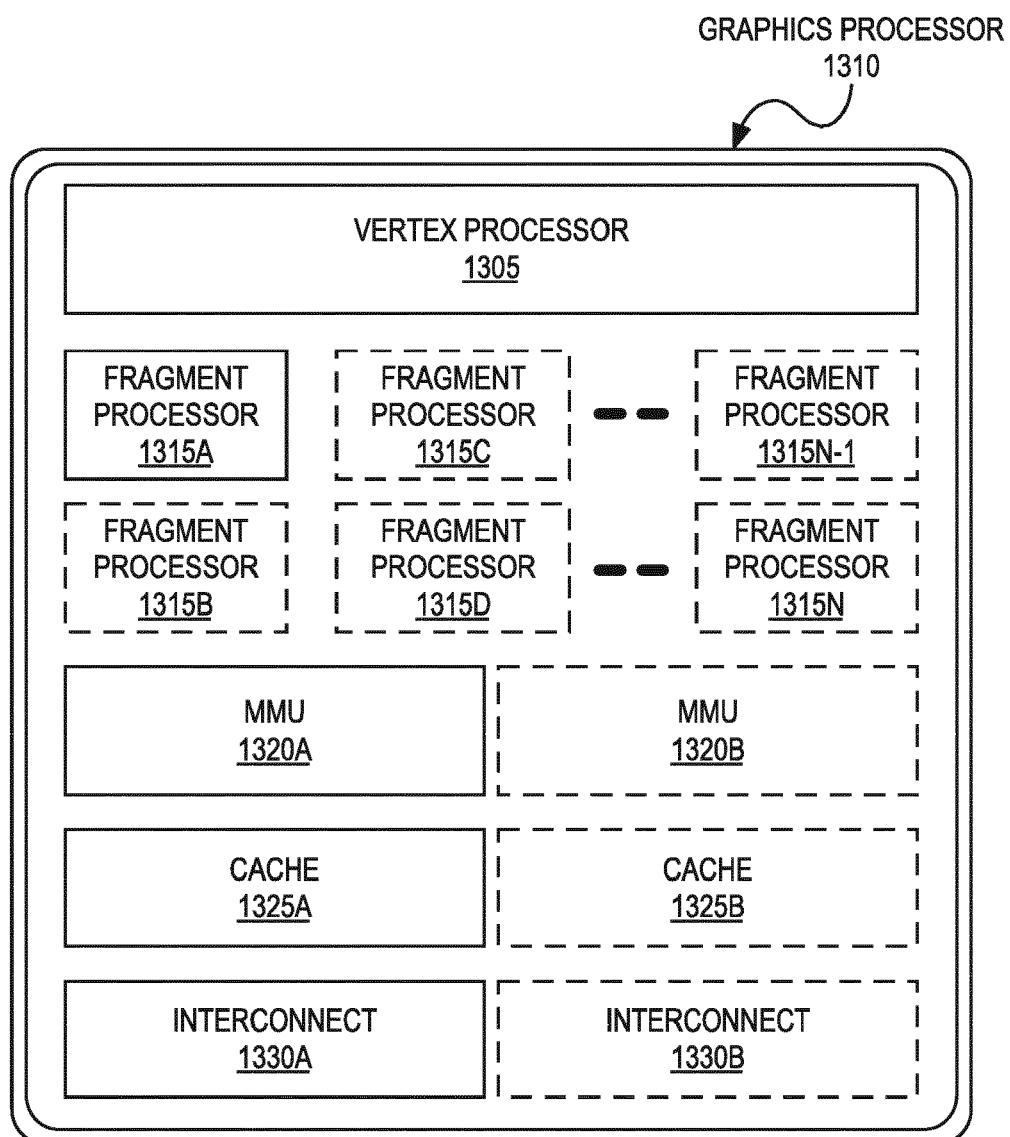 GRAPHICS PROCESSOR
1310
VERTEX PROCESSOR
1305
FRAGMENT
PROCESSOR
1315A
FRAGMENT
PROCESSOR
1315C
FRAGMENT
PROCESSOR
1315N-1
FRAGMENT
PROCESSOR
1315B
FRAGMENT
PROCESSOR
1315D
FRAGMENT
PROCESSOR
1315N
MMU
1320A
MMU
1320B
CACHE
1325A
CACHE
1325B
INTERCONNECT
1330A
INTERCONNECT
1330B